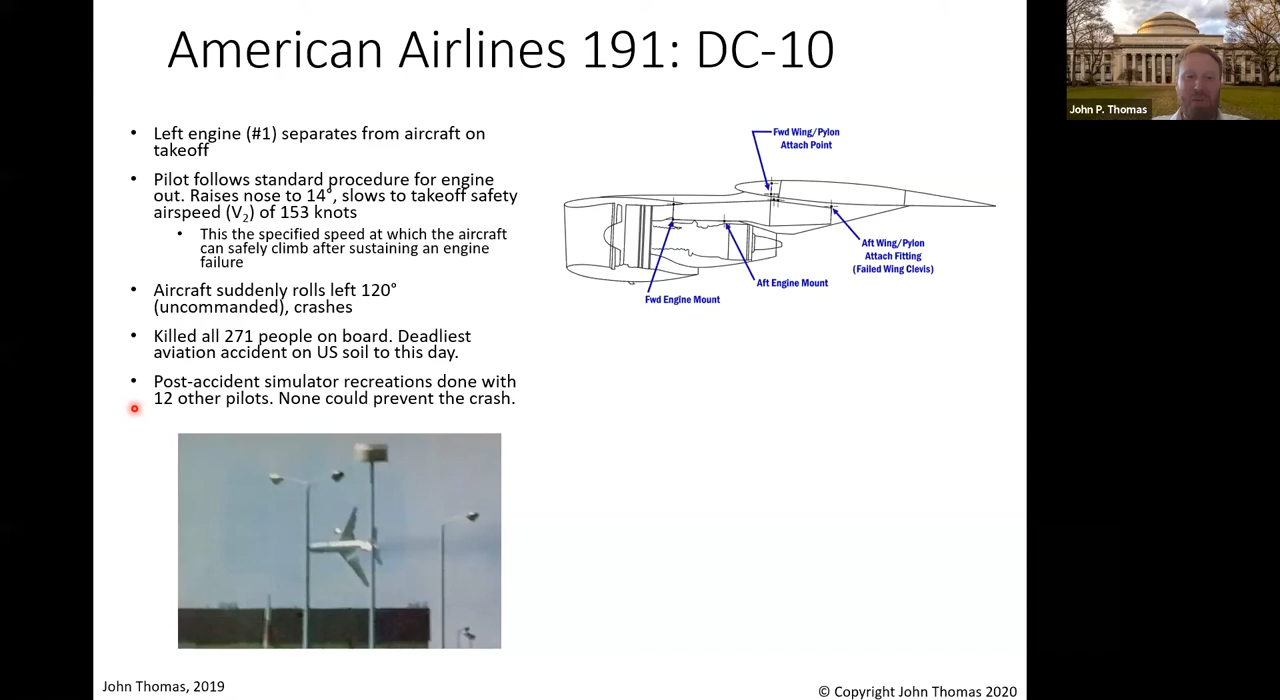 American Airlines 191: DC-10
John P. Thomas
• Left engine (#1) separates from aircraft on
takeoff
• Pilot follows standard procedure for engine
out. Raises nose to 14°, slows to takeoff safety
airspeed (V2) of 153 knots
• This the specified speed at which the aircraft
can safely climb after sustaining an engine
failure
• Aircraft suddenly rolls left 120°
(uncommanded), crashes
• Killed all 271 people on board. Deadliest
aviation accident on US soil to this day.
• Post-accident simulator recreations done with
12 other pilots. None could prevent the crash.
Fwd Wing/Pylon
Attach Point
Aft Wing/Pylon
Attach Fitting
(Failed Wing Clevis)
Aft Engine Mount
Fwd Engine Mount
John Thomas, 2019
© Copyright John Thomas 2020